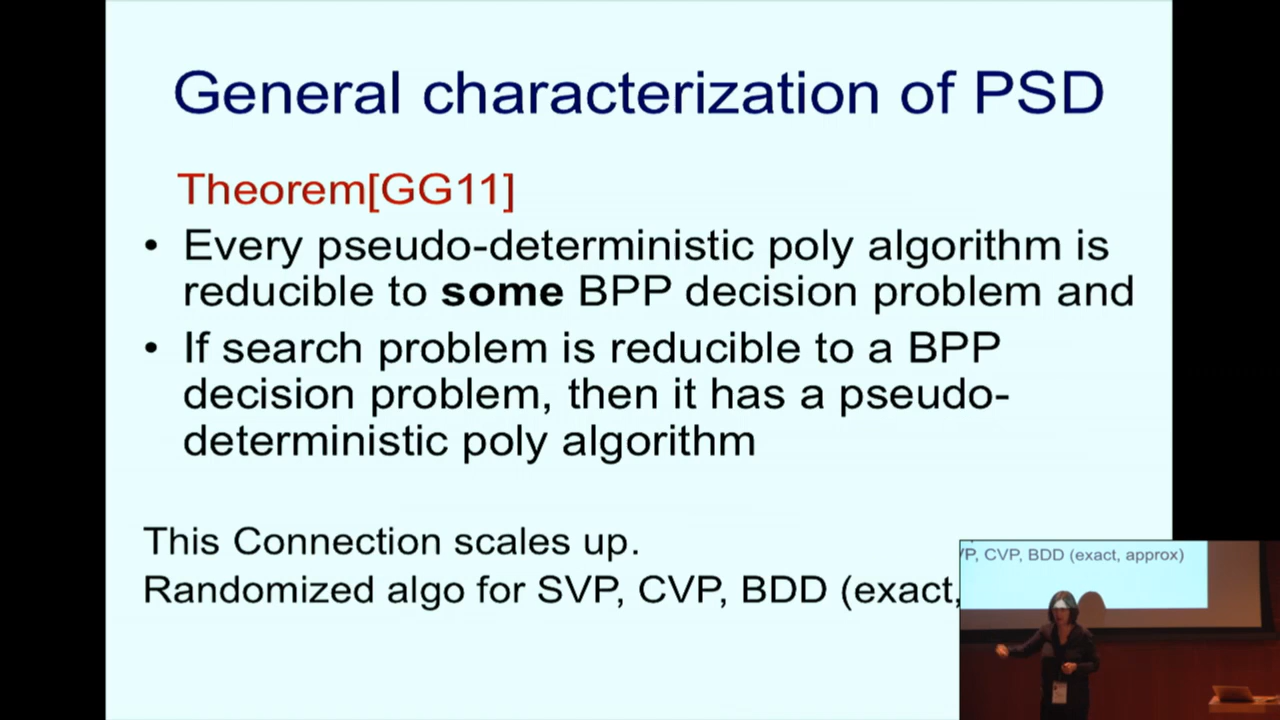 General characterization of PSD
Theorem[GG11]
• Every pseudo-deterministic poly algorithm is
reducible to some BPP decision problem and
• If search problem is reducible to a BPP
decision problem, then it has a pseudo-
deterministic poly algorithm
This Connection scales up.
Randomized algo for SVP, CVP, BDD (exact,
VP, CVP, BDD (exact, approx)